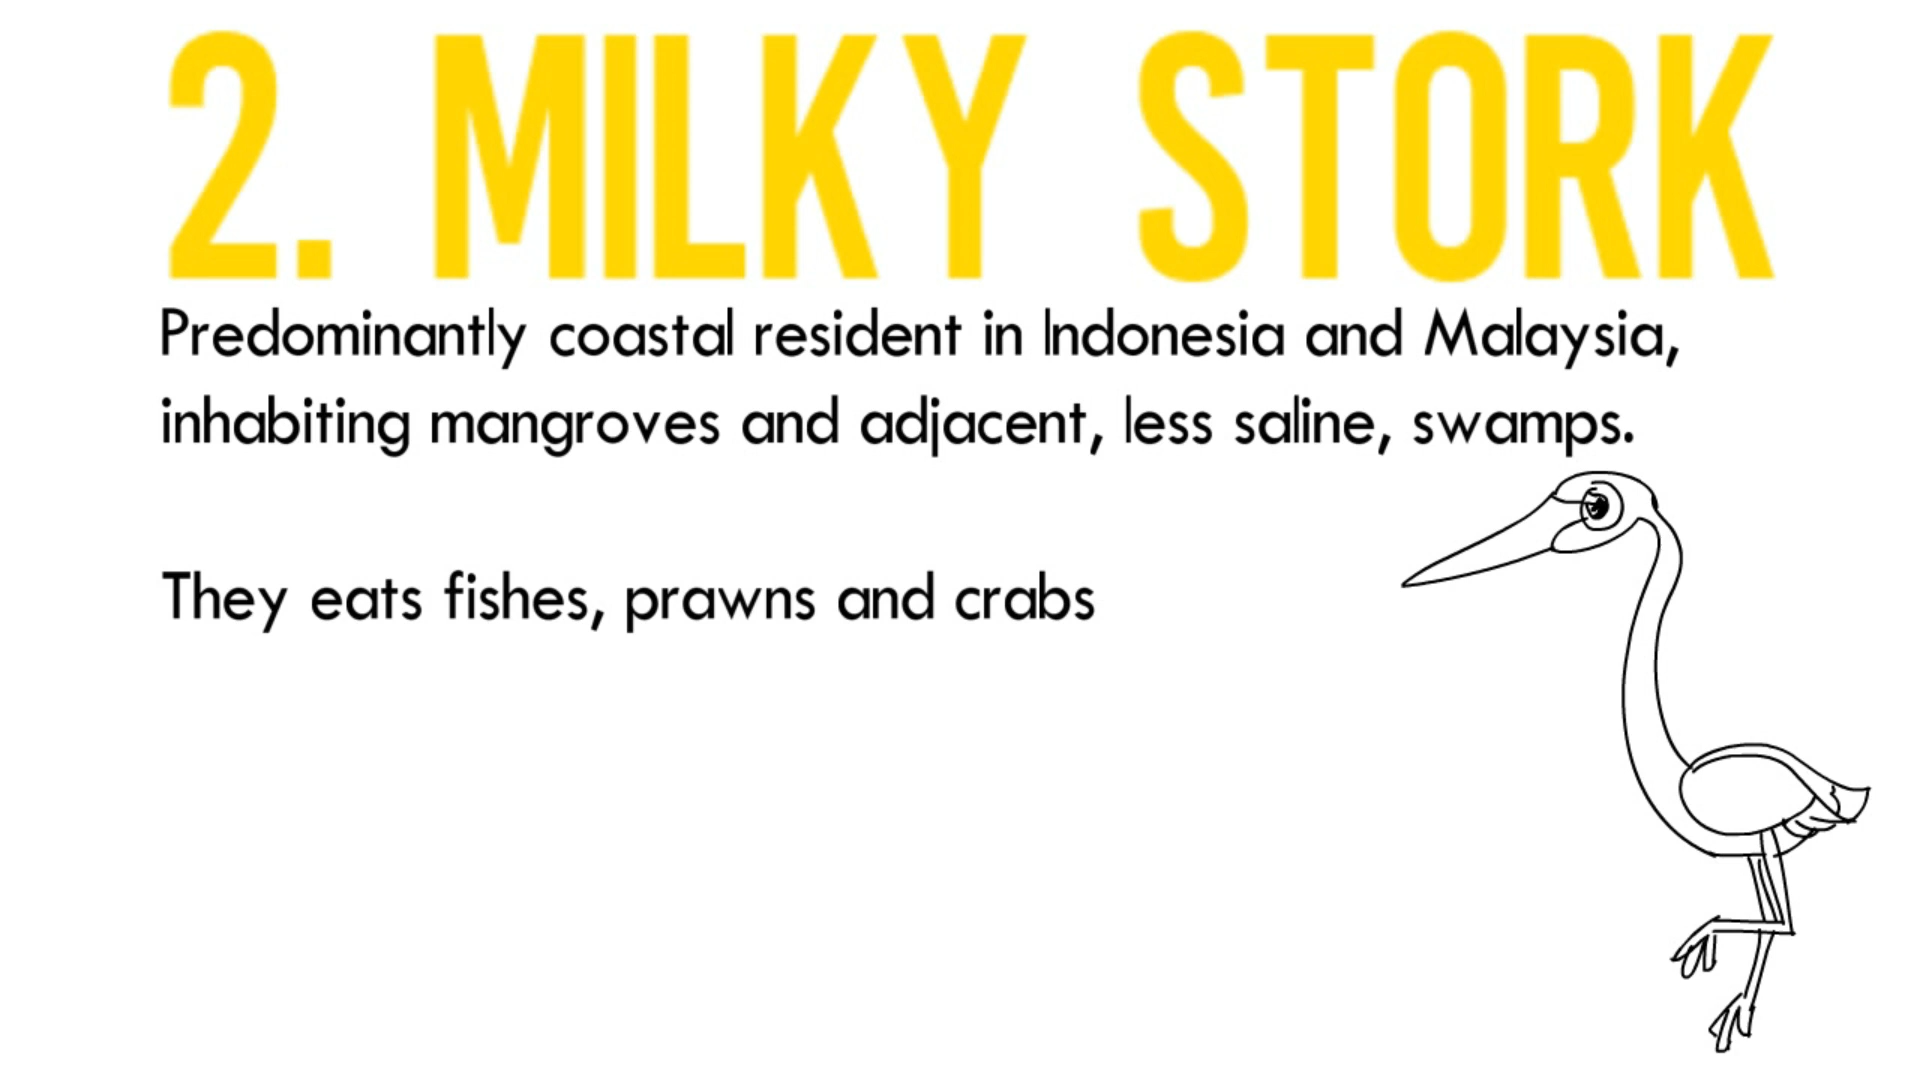 2. MILKY STORK
Predominantly coastal resident in Indonesia and Malaysia,
inhabiting mangroves and adjacent, less saline, swamps.
They eats fishes, prawns and crabs